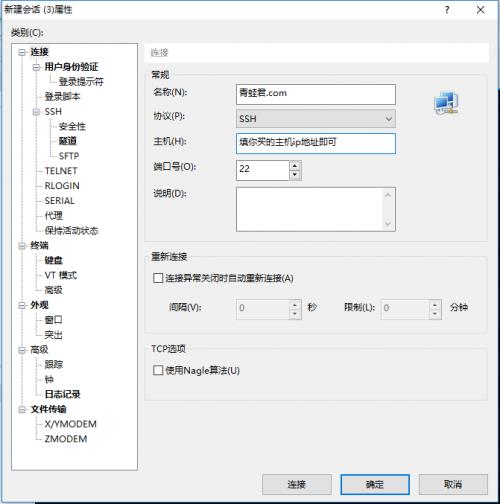 新建会话 (3)属性
?
类别(C):
连接
用户身份验证
登录提示符
登录脚本
SSH
安全性
隧道
SFTP
TELNET
RLOGIN
SERIAL
代理
保持活动状态
终端
键盘
VT 模式
高级
外观
窗口
突出
高级
跟踪
钟
日志记录
文件传输
X/YMODEM
ZMODEM
连接
常规
名称(N): 青蛙君.com
协议(P): SSH
主机(H): 填你买的主机ip地址即可
端口号(O): 22
说明(D):
重新连接
连接异常关闭时自动重新连接(A)
间隔(V): 0 秒 限制(L): 0 分钟
TCP选项
使用Nagle算法(U)
连接 确定 取消